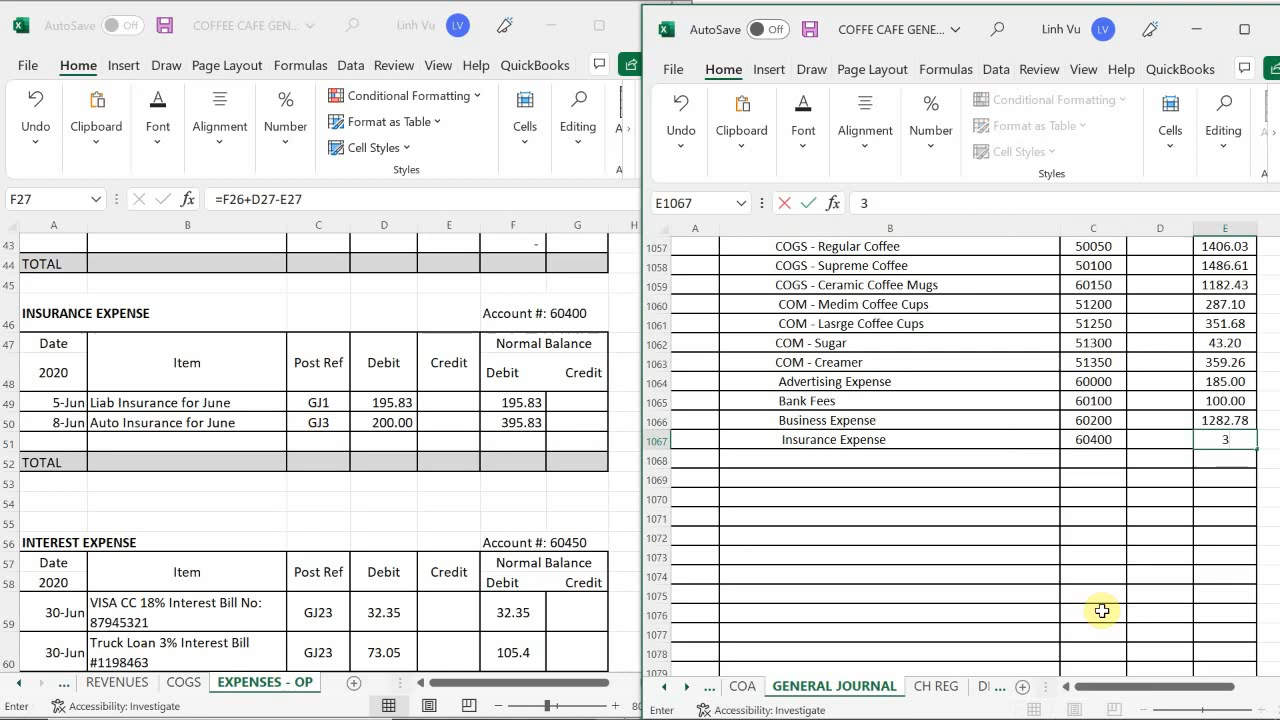 AutoSave Off COFFEE CAFE GEN... Linh Vu LV
File Home Insert Draw Page Layout Formulas Data Review View Help QuickBooks
Undo Clipboard Font Alignment Number
Conditional Formatting
Format as Table
Cell Styles
Styles
Cells Editing
F27 fx =F26+D27-E27
A B C D E F G H
43 -
44 TOTAL
45
46 INSURANCE EXPENSE Account #: 60400
47 Date Item Post Ref Debit Credit Normal Balance
48 2020 Debit Credit
49 5-Jun Liab Insurance for June GJ1 195.83 195.83
50 8-Jun Auto Insurance for June GJ3 200.00 395.83
51
52 TOTAL
53
54
55
56 INTEREST EXPENSE Account #: 60450
57 Date Item Post Ref Debit Credit Normal Balance
58 2020 Debit Credit
59 30-Jun VISA CC 18% Interest Bill No: 87945321 GJ23 32.35 32.35
60 30-Jun Truck Loan 3% Interest Bill #1198463 GJ23 73.05 105.4
... REVENUES COGS EXPENSES - OP
Enter Accessibility: Investigate
AutoSave Off COFFE CAFE GENE... Linh Vu LV
File Home Insert Draw Page Layout Formulas Data Review View Help QuickBooks
Undo Clipboard Font Alignment Number
Conditional Formatting
Format as Table
Cell Styles
Styles
Cells Editing
E1067 fx 3
A B C D E
1057 COGS - Regular Coffee 50050 1406.03
1058 COGS - Supreme Coffee 50100 1486.61
1059 COGS - Ceramic Coffee Mugs 60150 1182.43
1060 COM - Medim Coffee Cups 51200 287.10
1061 COM - Lasrge Coffee Cups 51250 351.68
1062 COM - Sugar 51300 43.20
1063 COM - Creamer 51350 359.26
1064 Advertising Expense 60000 185.00
1065 Bank Fees 60100 100.00
1066 Business Expense 60200 1282.78
1067 Insurance Expense 60400 3
1068
1069
1070
1071
1072
1073
1074
1075
1076
1077
1078
1079
... COA GENERAL JOURNAL CH REG DI ...
Enter Accessibility: Investigate